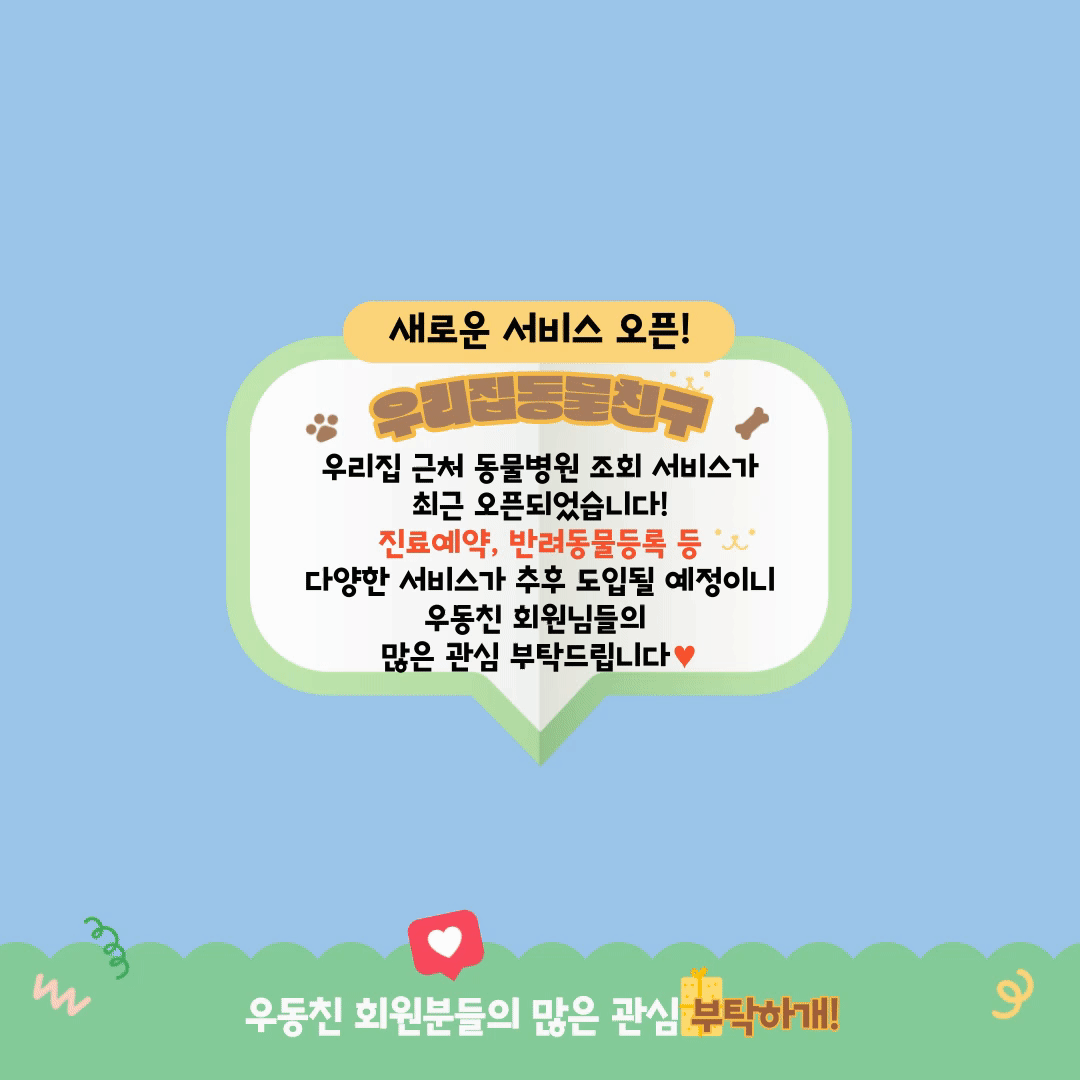 새로운 서비스 오픈!
우리집동물친구
우리집 근처 동물병원 조회 서비스가
최근 오픈되었습니다!
진료예약, 반려동물등록 등
다양한 서비스가 추후 도입될 예정이니
우동친 회원님들의
많은 관심 부탁드립니다♥
우동친 회원분들의 많은 관심 부탁하개!